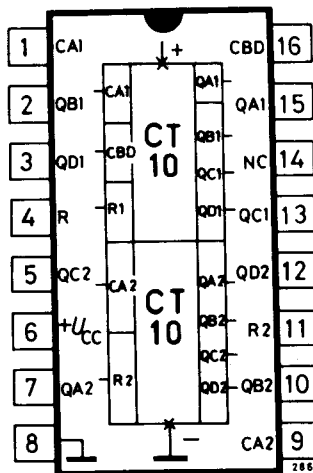 1 CA1 + CBD 16
CA1 QA1
2 QB1 QA1 15
QB1
CT
10
3 QD1 CBD QC1 NC 14
4 R R1 QD1 QC1 13
5 QC2 CA2 QA2 QD2 12
CT
10
6 +UCC QB2 R2 11
QC2
7 QA2 R2 QD2 QB2 10
8 − CA2 9
266